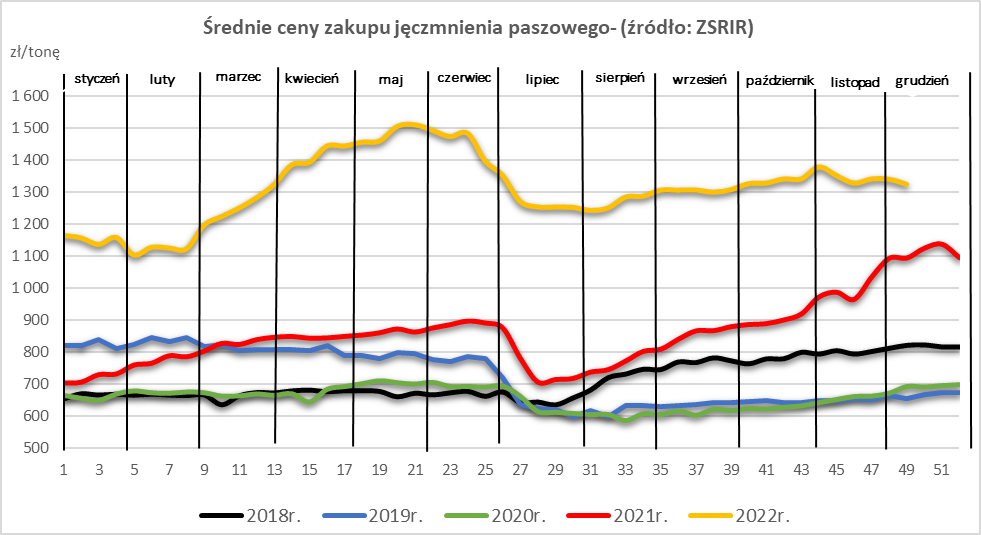 Średnie ceny zakupu jęczmnienia paszowego- (źródło: ZSRIR)
zł/tonę
styczeń luty marzec kwiecień maj czerwiec lipiec sierpień wrzesień październik listopad grudzień
1 600
1 500
1 400
1 300
1 200
1 100
1 000
900
800
700
600
500
1 3 5 7 9 11 13 15 17 19 21 23 25 27 29 31 33 35 37 39 41 43 45 47 49 51
2018r. 2019r. 2020r. 2021r. 2022r.